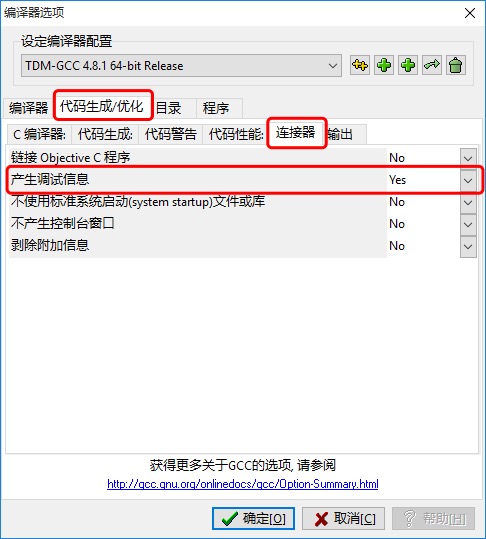 编译器选项
设定编译器配置
TDM-GCC 4.8.1 64-bit Release
编译器 代码生成/优化 目录 程序
C 编译器: 代码生成: 代码警告 代码性能: 连接器 输出
链接 Objective C 程序 No
产生调试信息 Yes
不使用标准系统启动(system startup)文件或库 No
不产生控制台窗口 No
剥除附加信息 No
获得更多关于GCC的选项, 请参阅
http://gcc.gnu.org/onlinedocs/gcc/Option-Summary.html
确定[O] 取消[C] 帮助[H]